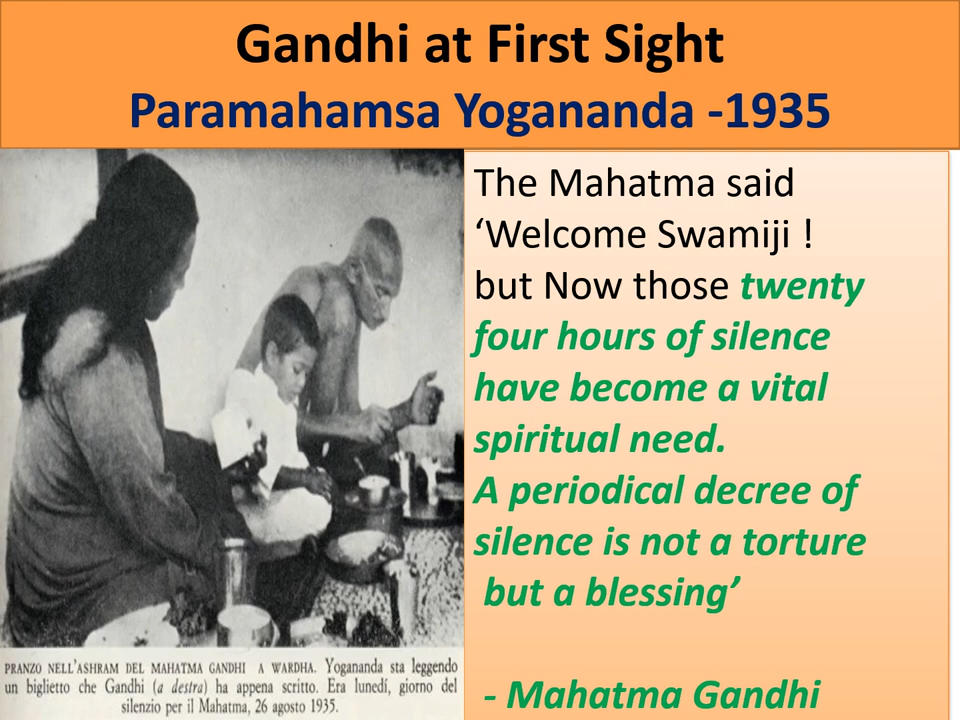 Gandhi at First Sight
Paramahamsa Yogananda -1935
The Mahatma said
‘Welcome Swamiji !
but Now those twenty
four hours of silence
have become a vital
spiritual need.
A periodical decree of
silence is not a torture
but a blessing’
- Mahatma Gandhi
PRANZO NELL'ASHRAM DEL MAHATMA GANDHI A WARDHA. Yogananda sta leggendo
un biglietto che Gandhi (a destra) ha appena scritto. Era lunedí, giorno del
silenzio per il Mahatma, 26 agosto 1935.